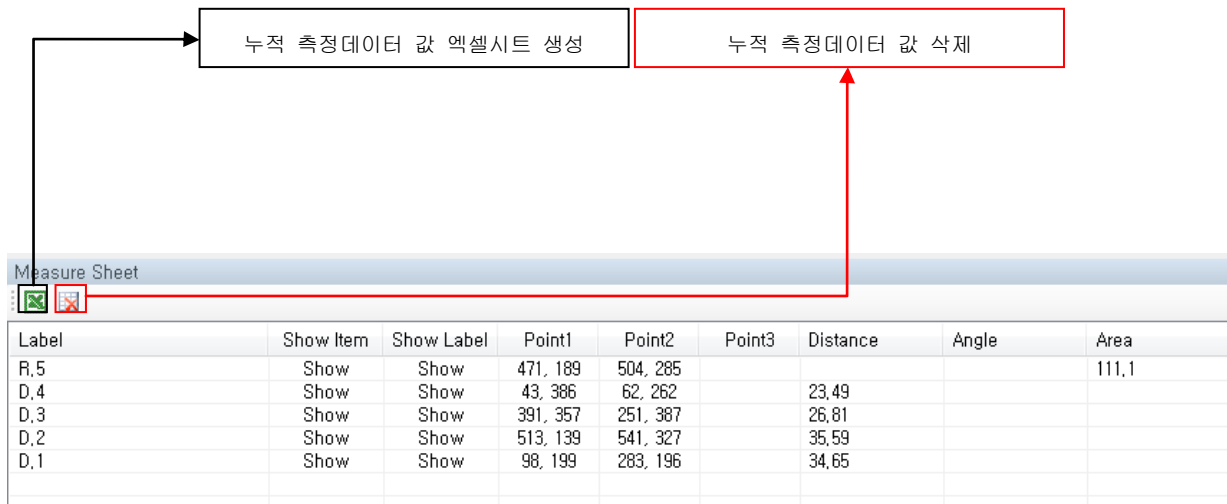 누적 측정데이터 값 엑셀시트 생성
누적 측정데이터 값 삭제
Measure Sheet
Label Show Item Show Label Point1 Point2 Point3 Distance Angle Area
R,5 Show Show 471, 189 504, 285 111,1
D,4 Show Show 43, 386 62, 262 23,49
D,3 Show Show 391, 357 251, 387 26,81
D,2 Show Show 513, 139 541, 327 35,59
D,1 Show Show 98, 199 283, 196 34,65